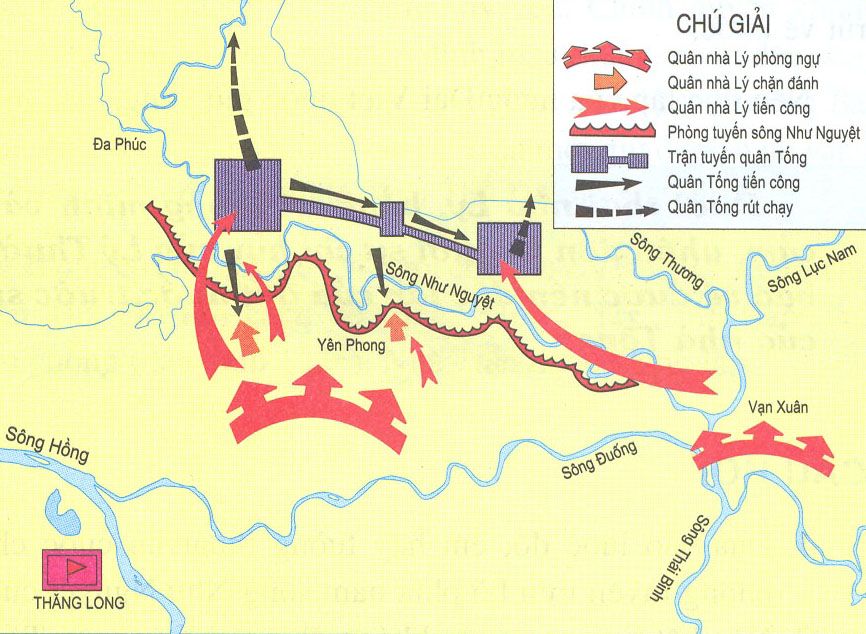 CHÚ GIẢI
Quân nhà Lý phòng ngự
Quân nhà Lý chặn đánh
Quân nhà Lý tiến công
Phòng tuyến sông Như Nguyệt
Trận tuyến quân Tống
Quân Tống tiến công
Quân Tống rút chạy
Đa Phúc
Sông Thương
Sông Lục Nam
Sông Như Nguyệt
Yên Phong
Vạn Xuân
Sông Hồng
Sông Đuống
Sông Thái Bình
THĂNG LONG